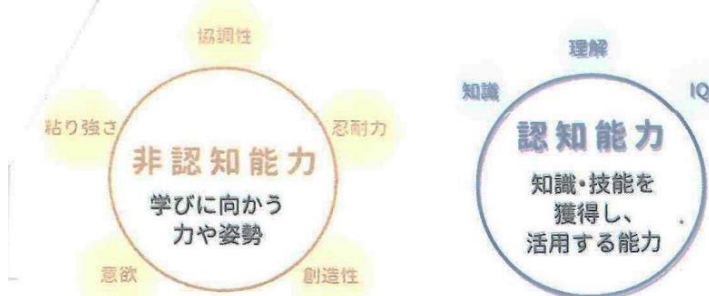 協調性
粘り強さ
忍耐力
非認知能力
学びに向かう
力や姿勢
意欲
創造性
理解
知識
IQ
認知能力
知識・技能を
獲得し、
活用する能力